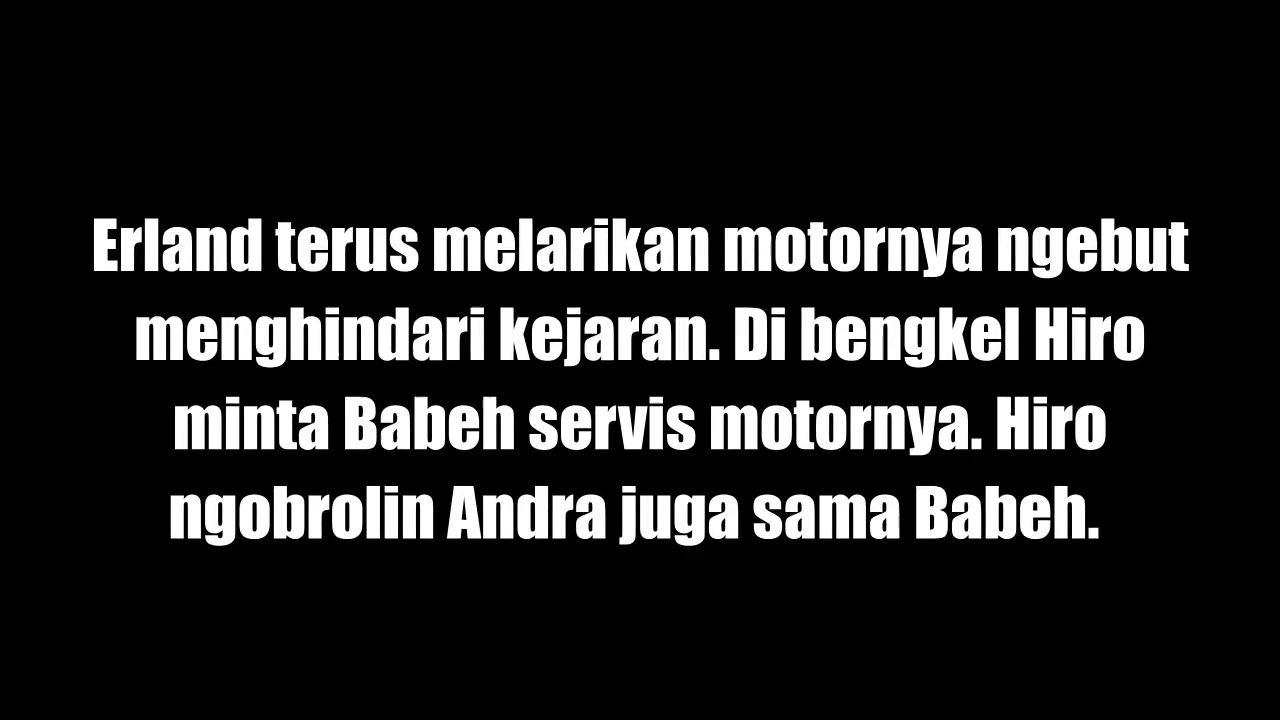 Erland terus melarikan motornya ngebut
menghindari kejaran. Di bengkel Hiro
minta Babeh servis motornya. Hiro
ngobrolin Andra juga sama Babeh.